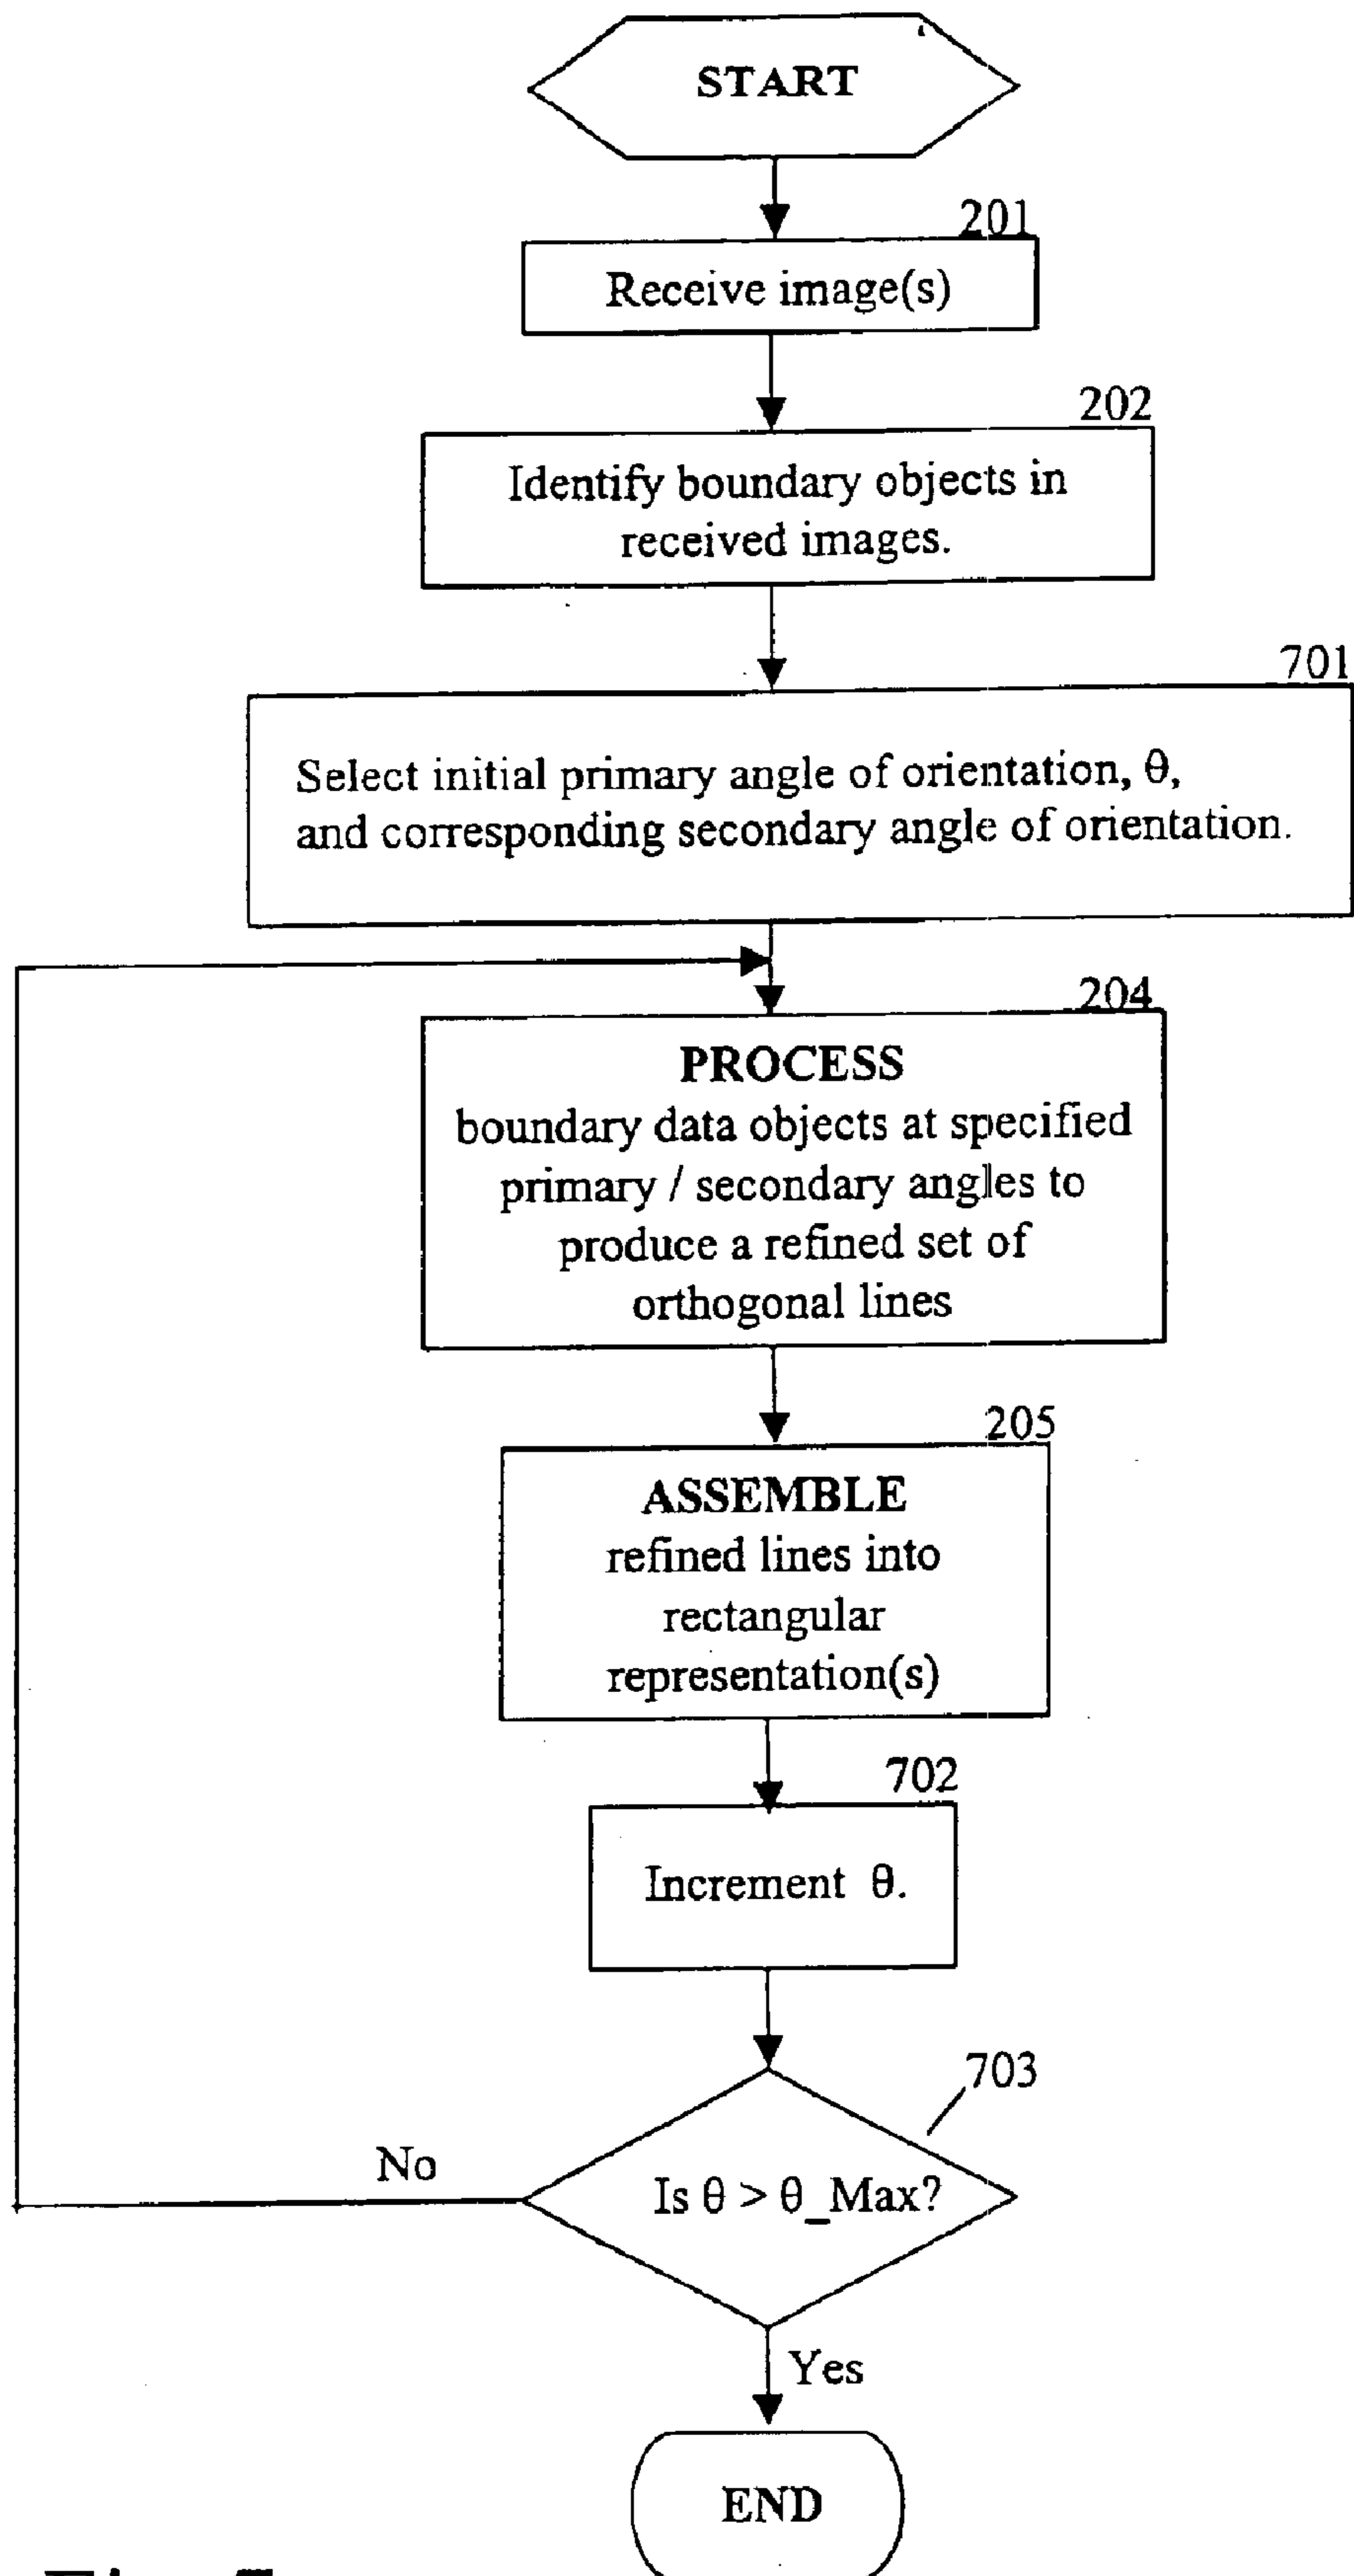 START
201
Receive image(s)
202
Identify boundary objects in
received images.
701
Select initial primary angle of orientation, θ,
and corresponding secondary angle of orientation.
204
PROCESS
boundary data objects at specified
primary / secondary angles to
produce a refined set of
orthogonal lines
205
ASSEMBLE
refined lines into
rectangular
representation(s)
702
Increment θ.
703
Is θ > θ_Max?
No
Yes
END